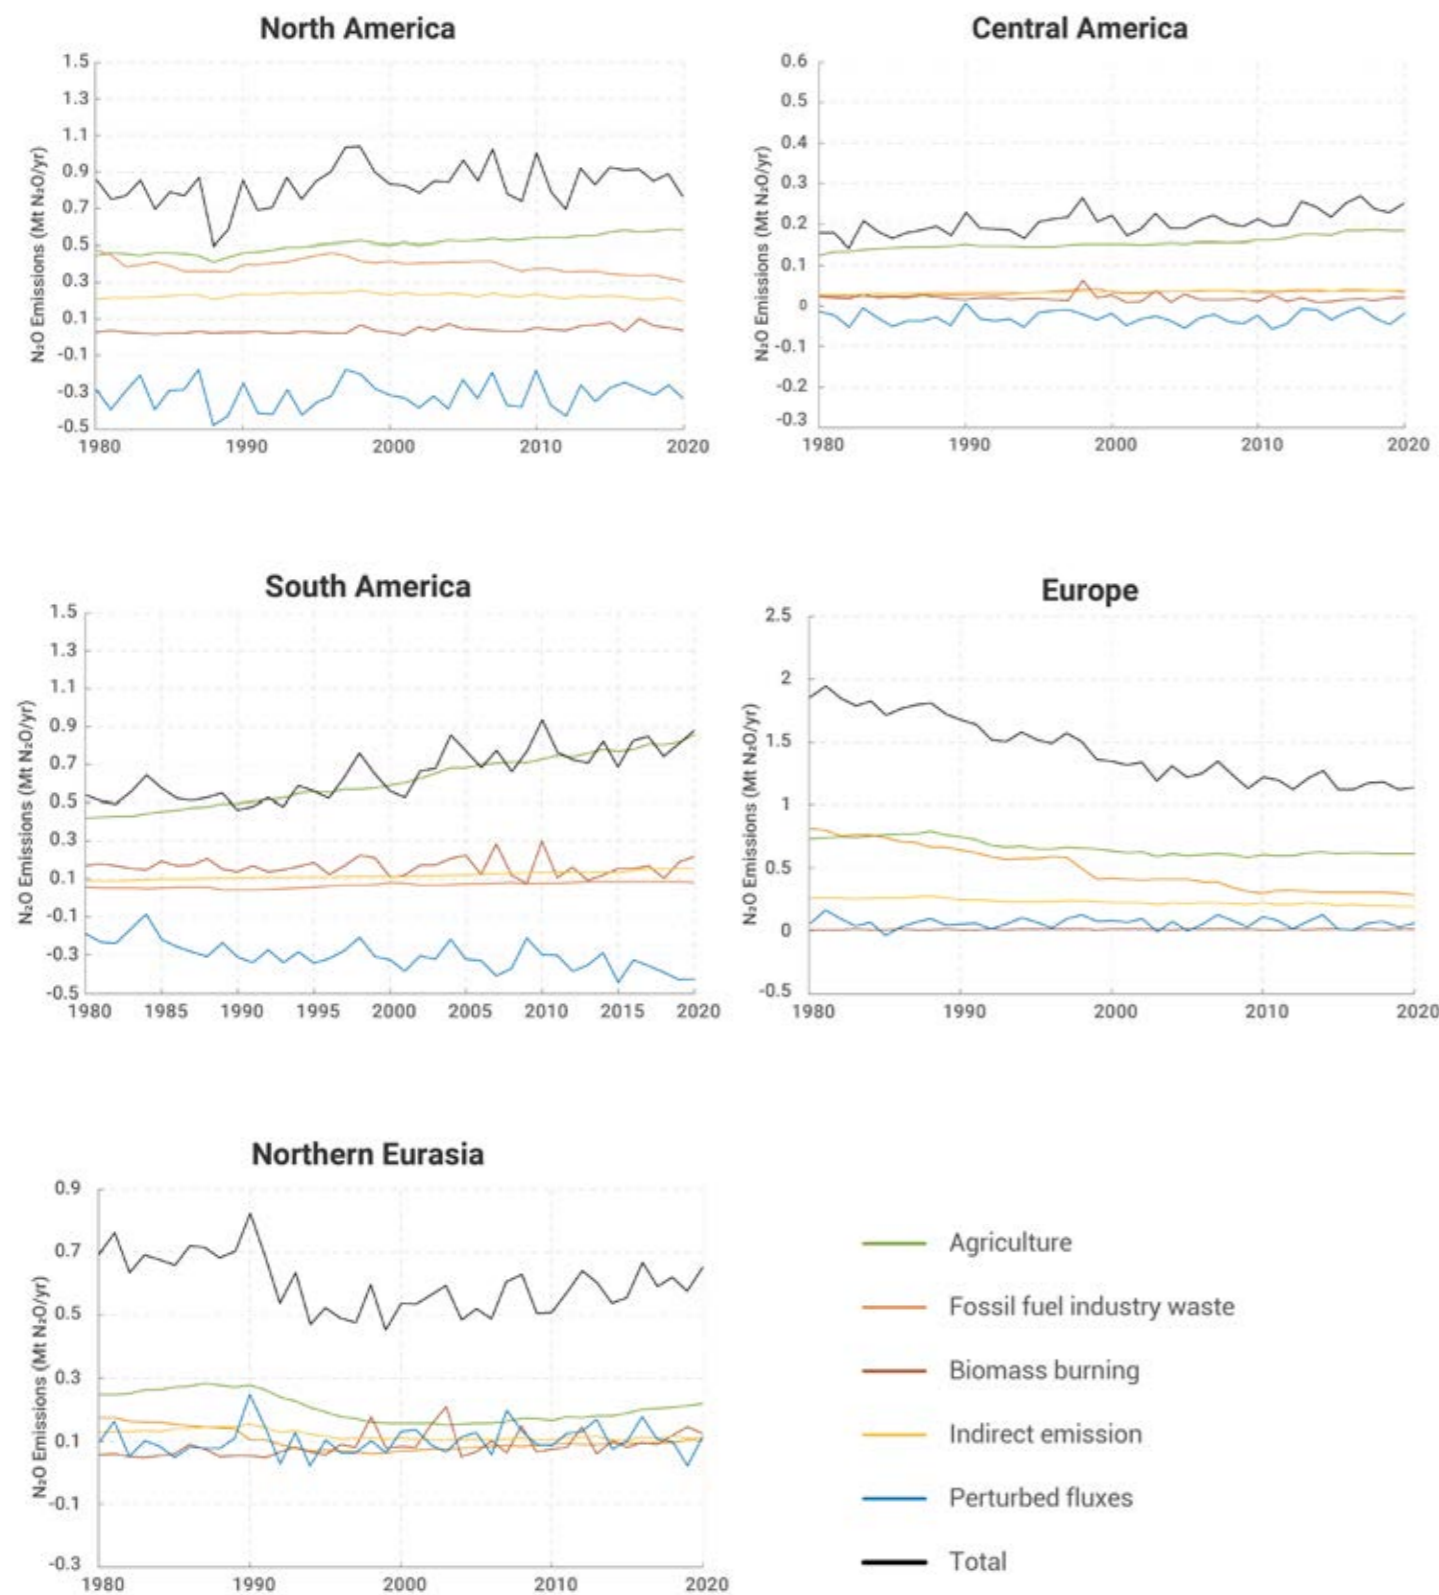 North America
N₂O Emissions (Mt N₂O/yr)
1.5
1.3
1.1
0.9
0.7
0.5
0.3
0.1
-0.1
-0.3
-0.5
1980 1990 2000 2010 2020
Central America
N₂O Emissions (Mt N₂O/yr)
0.6
0.5
0.4
0.3
0.2
0.1
0
-0.1
-0.2
-0.3
1980 1990 2000 2010 2020
South America
N₂O Emissions (Mt N₂O/yr)
1.5
1.3
1.1
0.9
0.7
0.5
0.3
0.1
-0.1
-0.3
-0.5
1980 1985 1990 1995 2000 2005 2010 2015 2020
Europe
N₂O Emissions (Mt N₂O/yr)
2.5
2
1.5
1
0.5
0
-0.5
1980 1990 2000 2010 2020
Northern Eurasia
N₂O Emissions (Mt N₂O/yr)
0.9
0.7
0.5
0.3
0.1
-0.1
-0.3
1980 1990 2000 2010 2020
Agriculture
Fossil fuel industry waste
Biomass burning
Indirect emission
Perturbed fluxes
Total